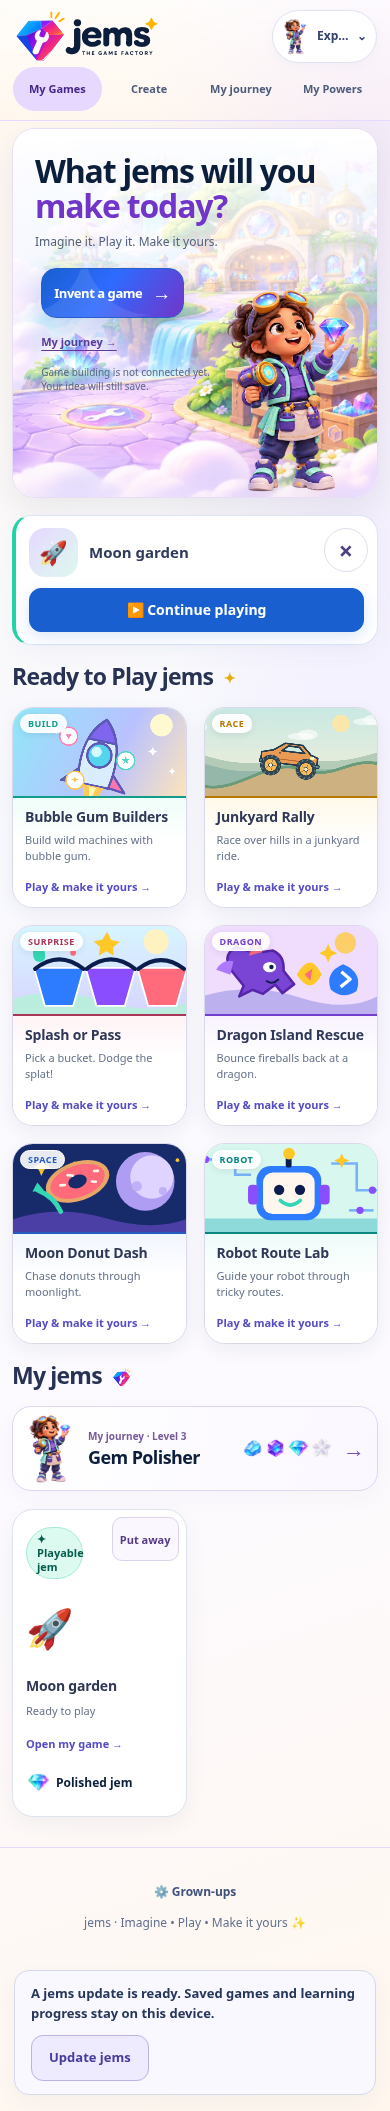 jems
THE GAME FACTORY
Exp... ⌄
My Games
Create
My journey
My Powers
What jems will you
make today?
Imagine it. Play it. Make it yours.
Invent a game →
My journey →
Game building is not connected yet.
Your idea will still save.
Moon garden
×
▶️ Continue playing
Ready to Play jems
BUILD
Bubble Gum Builders
Build wild machines with
bubble gum.
Play & make it yours →
RACE
Junkyard Rally
Race over hills in a junkyard
ride.
Play & make it yours →
SURPRISE
Splash or Pass
Pick a bucket. Dodge the
splat!
Play & make it yours →
DRAGON
Dragon Island Rescue
Bounce fireballs back at a
dragon.
Play & make it yours →
SPACE
Moon Donut Dash
Chase donuts through
moonlight.
Play & make it yours →
ROBOT
Robot Route Lab
Guide your robot through
tricky routes.
Play & make it yours →
My jems
My journey · Level 3
Gem Polisher
→
✦
Playable
jem
Put away
Moon garden
Ready to play
Open my game →
Polished jem
⚙️ Grown-ups
jems · Imagine • Play • Make it yours ✨
A jems update is ready. Saved games and learning
progress stay on this device.
Update jems